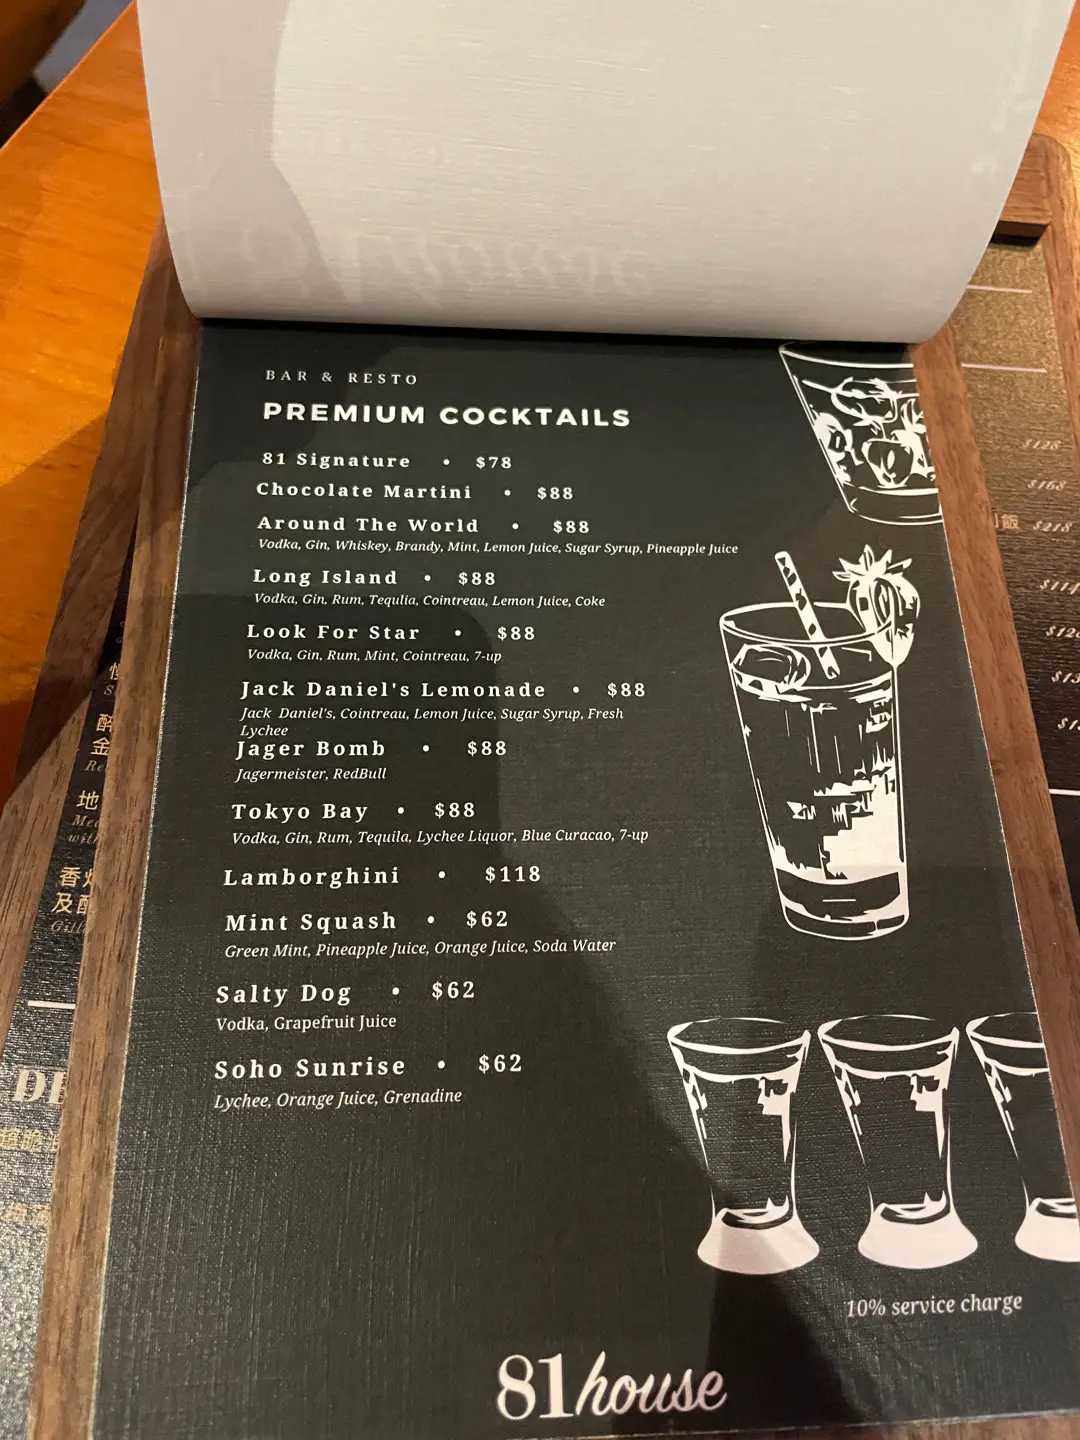 BAR & RESTO
PREMIUM COCKTAILS
81 Signature • $78
Chocolate Martini • $88
Around The World • $88
Vodka, Gin, Whiskey, Brandy, Mint, Lemon Juice, Sugar Syrup, Pineapple Juice
Long Island • $88
Vodka, Gin, Rum, Tequlia, Cointreau, Lemon Juice, Coke
Look For Star • $88
Vodka, Gin, Rum, Mint, Cointreau, 7-up
Jack Daniel's Lemonade • $88
Jack Daniel's, Cointreau, Lemon Juice, Sugar Syrup, Fresh
Lychee
Jager Bomb • $88
Jagermeister, RedBull
Tokyo Bay • $88
Vodka, Gin, Rum, Tequila, Lychee Liquor, Blue Curacao, 7-up
Lamborghini • $118
Mint Squash • $62
Green Mint, Pineapple Juice, Orange Juice, Soda Water
Salty Dog • $62
Vodka, Grapefruit Juice
Soho Sunrise • $62
Lychee, Orange Juice, Grenadine
10% service charge
81house
$128
$168
飯 $218
地
香
及